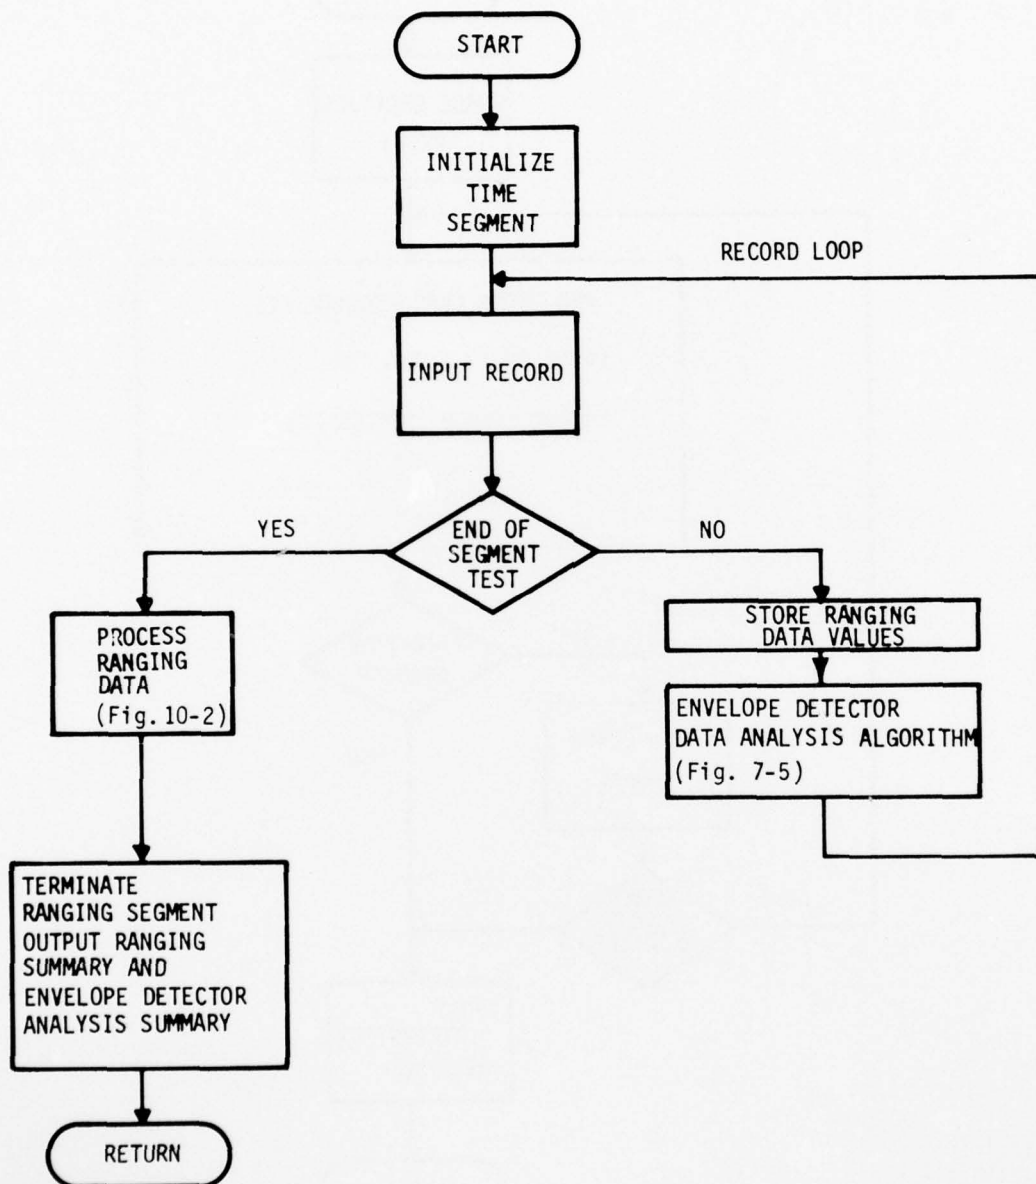 START
INITIALIZE
TIME
SEGMENT
RECORD LOOP
INPUT RECORD
YES
END OF
SEGMENT
TEST
NO
PROCESS
RANGING
DATA
(Fig. 10-2)
STORE RANGING
DATA VALUES
ENVELOPE DETECTOR
DATA ANALYSIS ALGORITHM
(Fig. 7-5)
TERMINATE
RANGING SEGMENT
OUTPUT RANGING
SUMMARY AND
ENVELOPE DETECTOR
ANALYSIS SUMMARY
RETURN